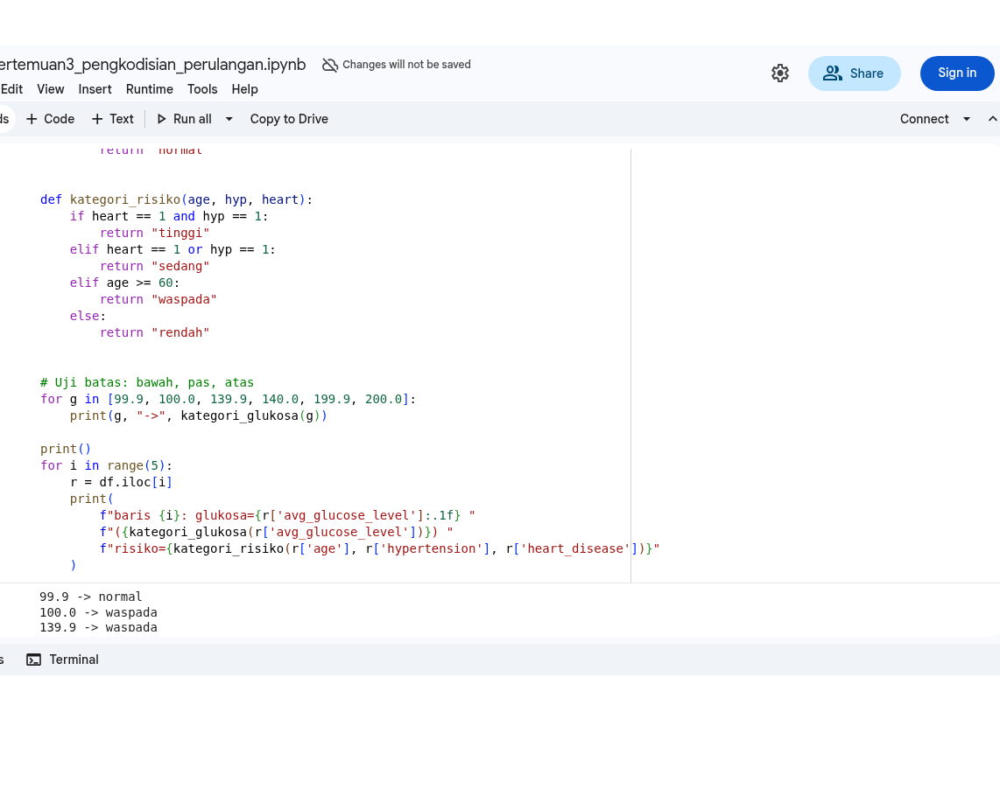 ertemuan3_pengkodisian_perulangan.ipynb
Changes will not be saved
Share
Sign in
Edit View Insert Runtime Tools Help
ds
+ Code
+ Text
Run all
Copy to Drive
Connect
        return "normal"
def kategori_risiko(age, hyp, heart):
    if heart == 1 and hyp == 1:
        return "tinggi"
    elif heart == 1 or hyp == 1:
        return "sedang"
    elif age >= 60:
        return "waspada"
    else:
        return "rendah"
# Uji batas: bawah, pas, atas
for g in [99.9, 100.0, 139.9, 140.0, 199.9, 200.0]:
    print(g, "->", kategori_glukosa(g))
print()
for i in range(5):
    r = df.iloc[i]
    print(
        f"baris {i}: glukosa={r['avg_glucose_level']:.1f} "
        f"({kategori_glukosa(r['avg_glucose_level'])}) "
        f"risiko={kategori_risiko(r['age'], r['hypertension'], r['heart_disease'])}"
    )
99.9 -> normal
100.0 -> waspada
139.9 -> waspada
s
Terminal